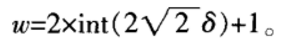 w=2×int(2√2 δ)+1。